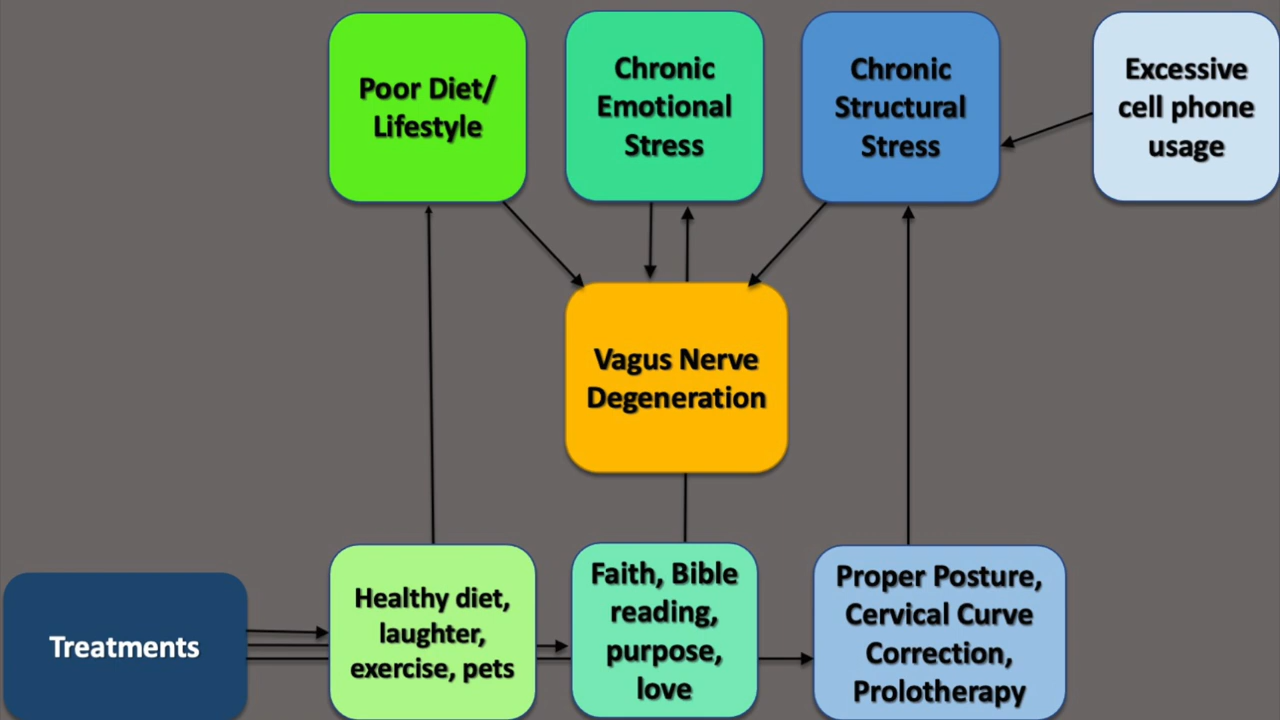 Poor Diet/
Lifestyle
Chronic
Emotional
Stress
Chronic
Structural
Stress
Excessive
cell phone
usage
Vagus Nerve
Degeneration
Treatments
Healthy diet,
laughter,
exercise, pets
Faith, Bible
reading,
purpose,
love
Proper Posture,
Cervical Curve
Correction,
Prolotherapy